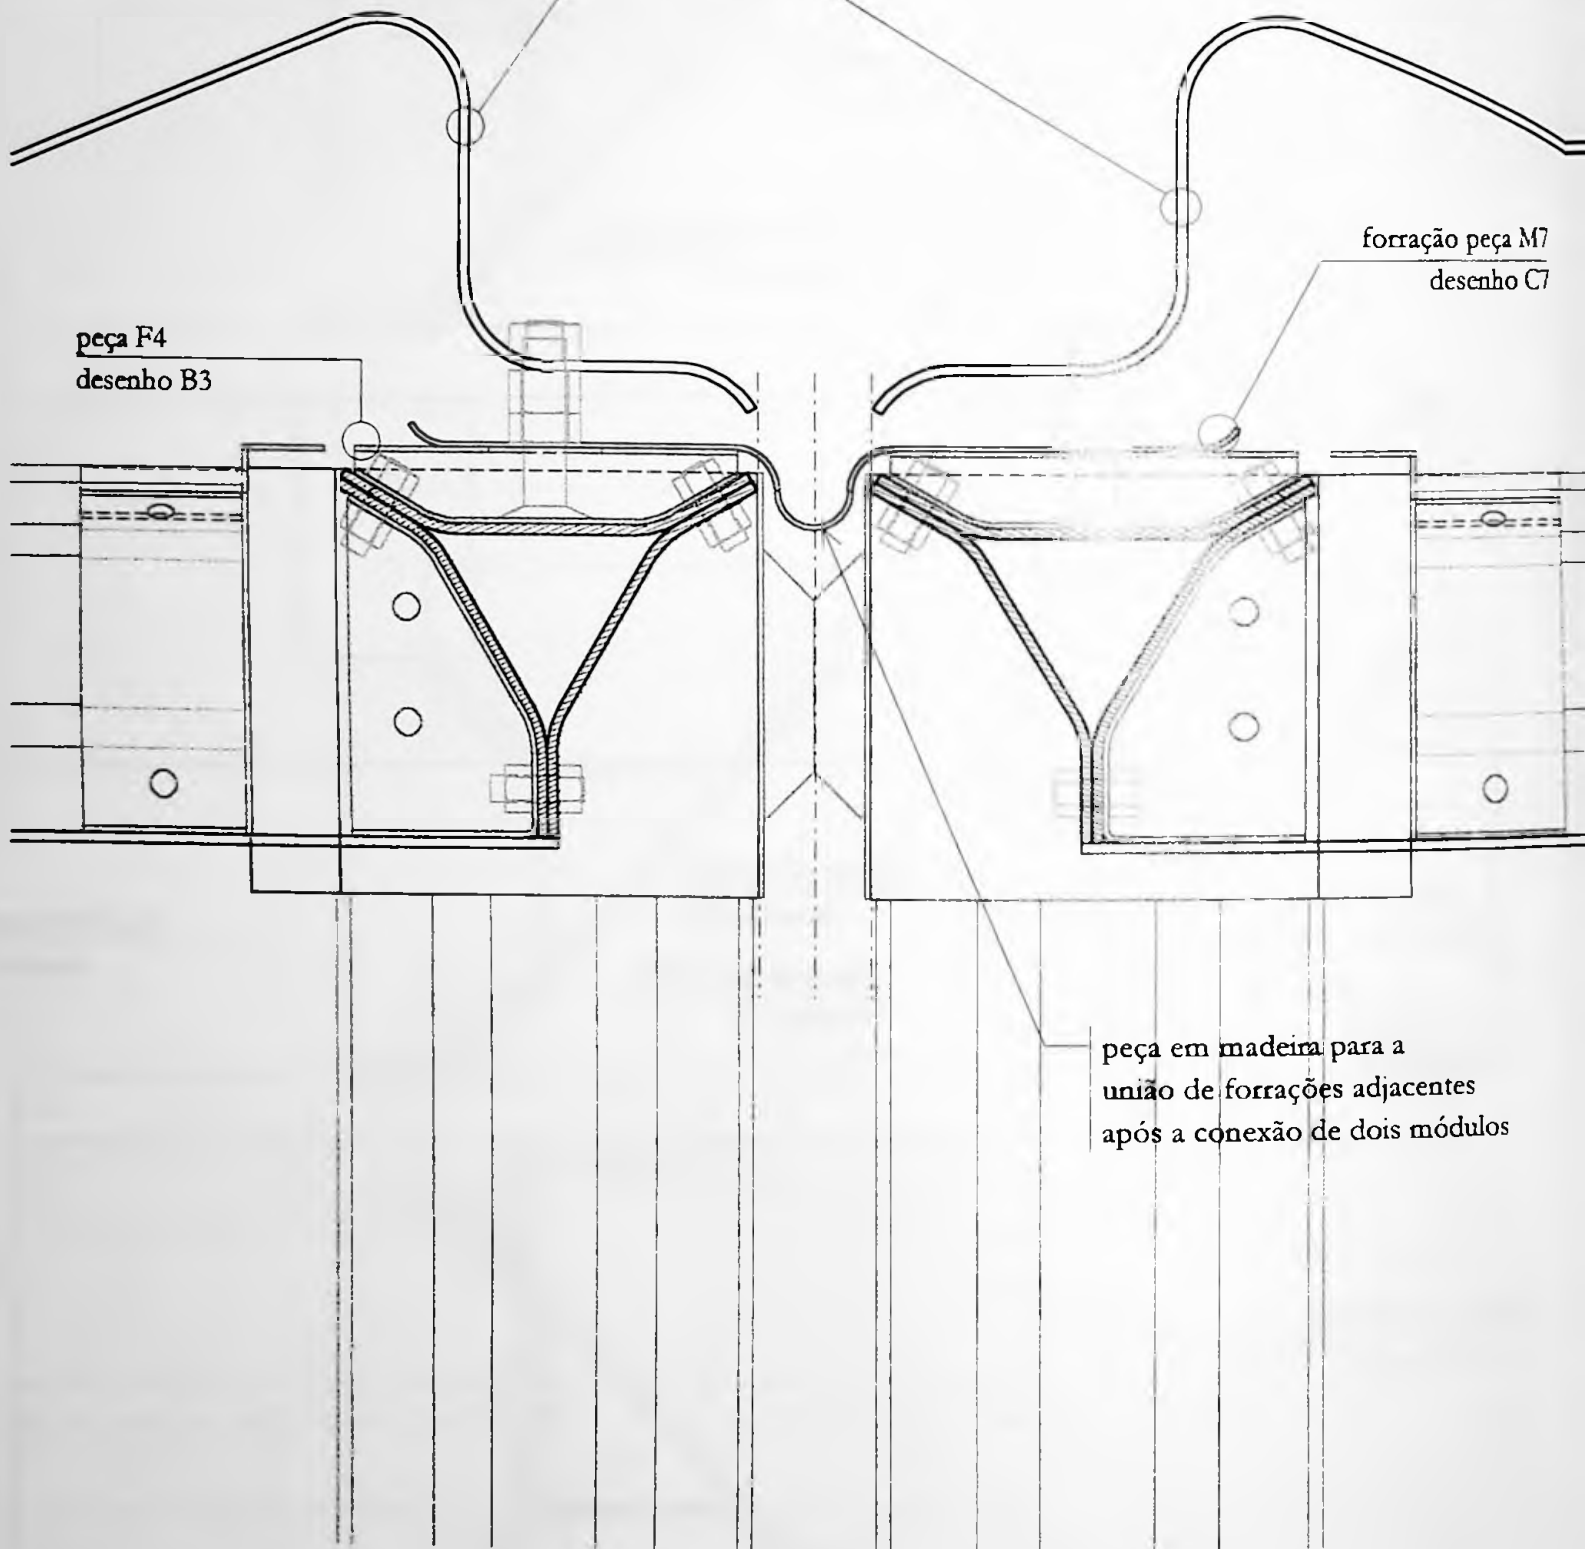 forração peça M7
desenho C7
peça F4
desenho B3
peça em madeira para a
união de forrações adjacentes
após a conexão de dois módulos